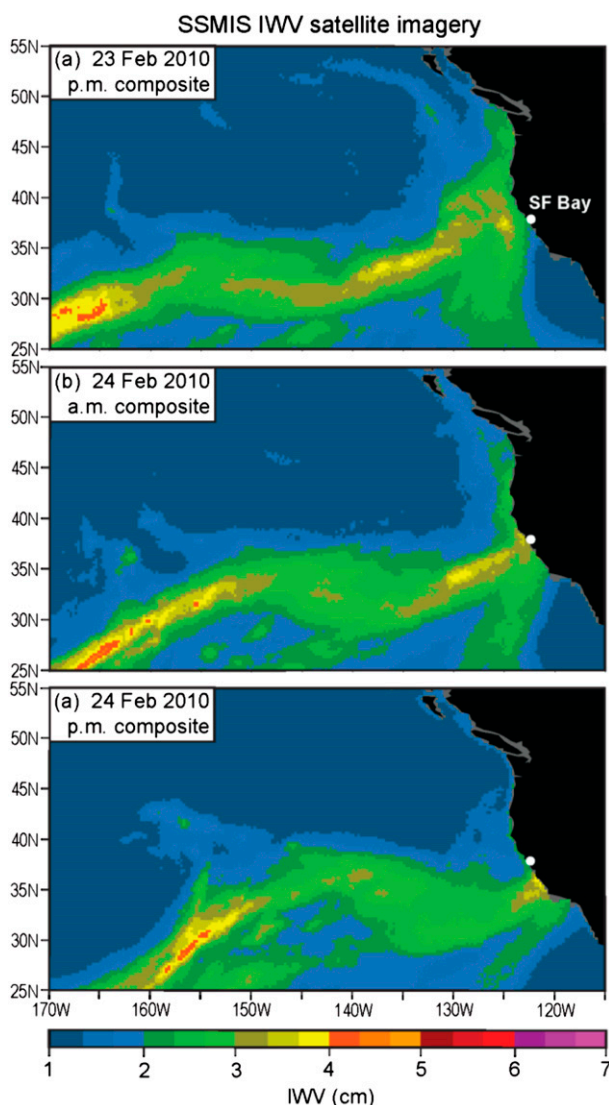 SSMIS IWV satellite imagery
55N
(a) 23 Feb 2010
p.m. composite
50N
45N
40N
SF Bay
35N
30N
25N
55N
(b) 24 Feb 2010
a.m. composite
50N
45N
40N
35N
30N
25N
55N
(a) 24 Feb 2010
p.m. composite
50N
45N
40N
35N
30N
25N
170W 160W 150W 140W 130W 120W
1 2 3 4 5 6 7
IWV (cm)